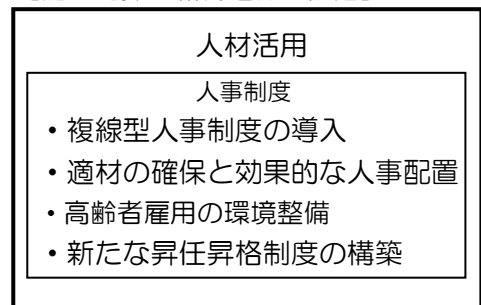 人材活用
人事制度
・複線型人事制度の導入
・適材の確保と効果的な人事配置
・高齢者雇用の環境整備
・新たな昇任昇格制度の構築